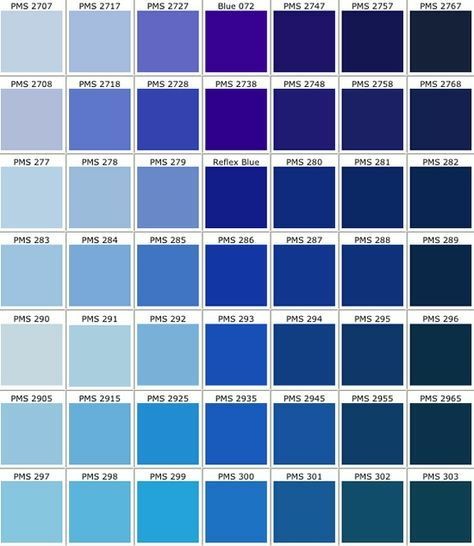 PMS 2707 PMS 2717 PMS 2727 Blue 072 PMS 2747 PMS 2757 PMS 2767
PMS 2708 PMS 2718 PMS 2728 PMS 2738 PMS 2748 PMS 2758 PMS 2768
PMS 277 PMS 278 PMS 279 Reflex Blue PMS 280 PMS 281 PMS 282
PMS 283 PMS 284 PMS 285 PMS 286 PMS 287 PMS 288 PMS 289
PMS 290 PMS 291 PMS 292 PMS 293 PMS 294 PMS 295 PMS 296
PMS 2905 PMS 2915 PMS 2925 PMS 2935 PMS 2945 PMS 2955 PMS 2965
PMS 297 PMS 298 PMS 299 PMS 300 PMS 301 PMS 302 PMS 303